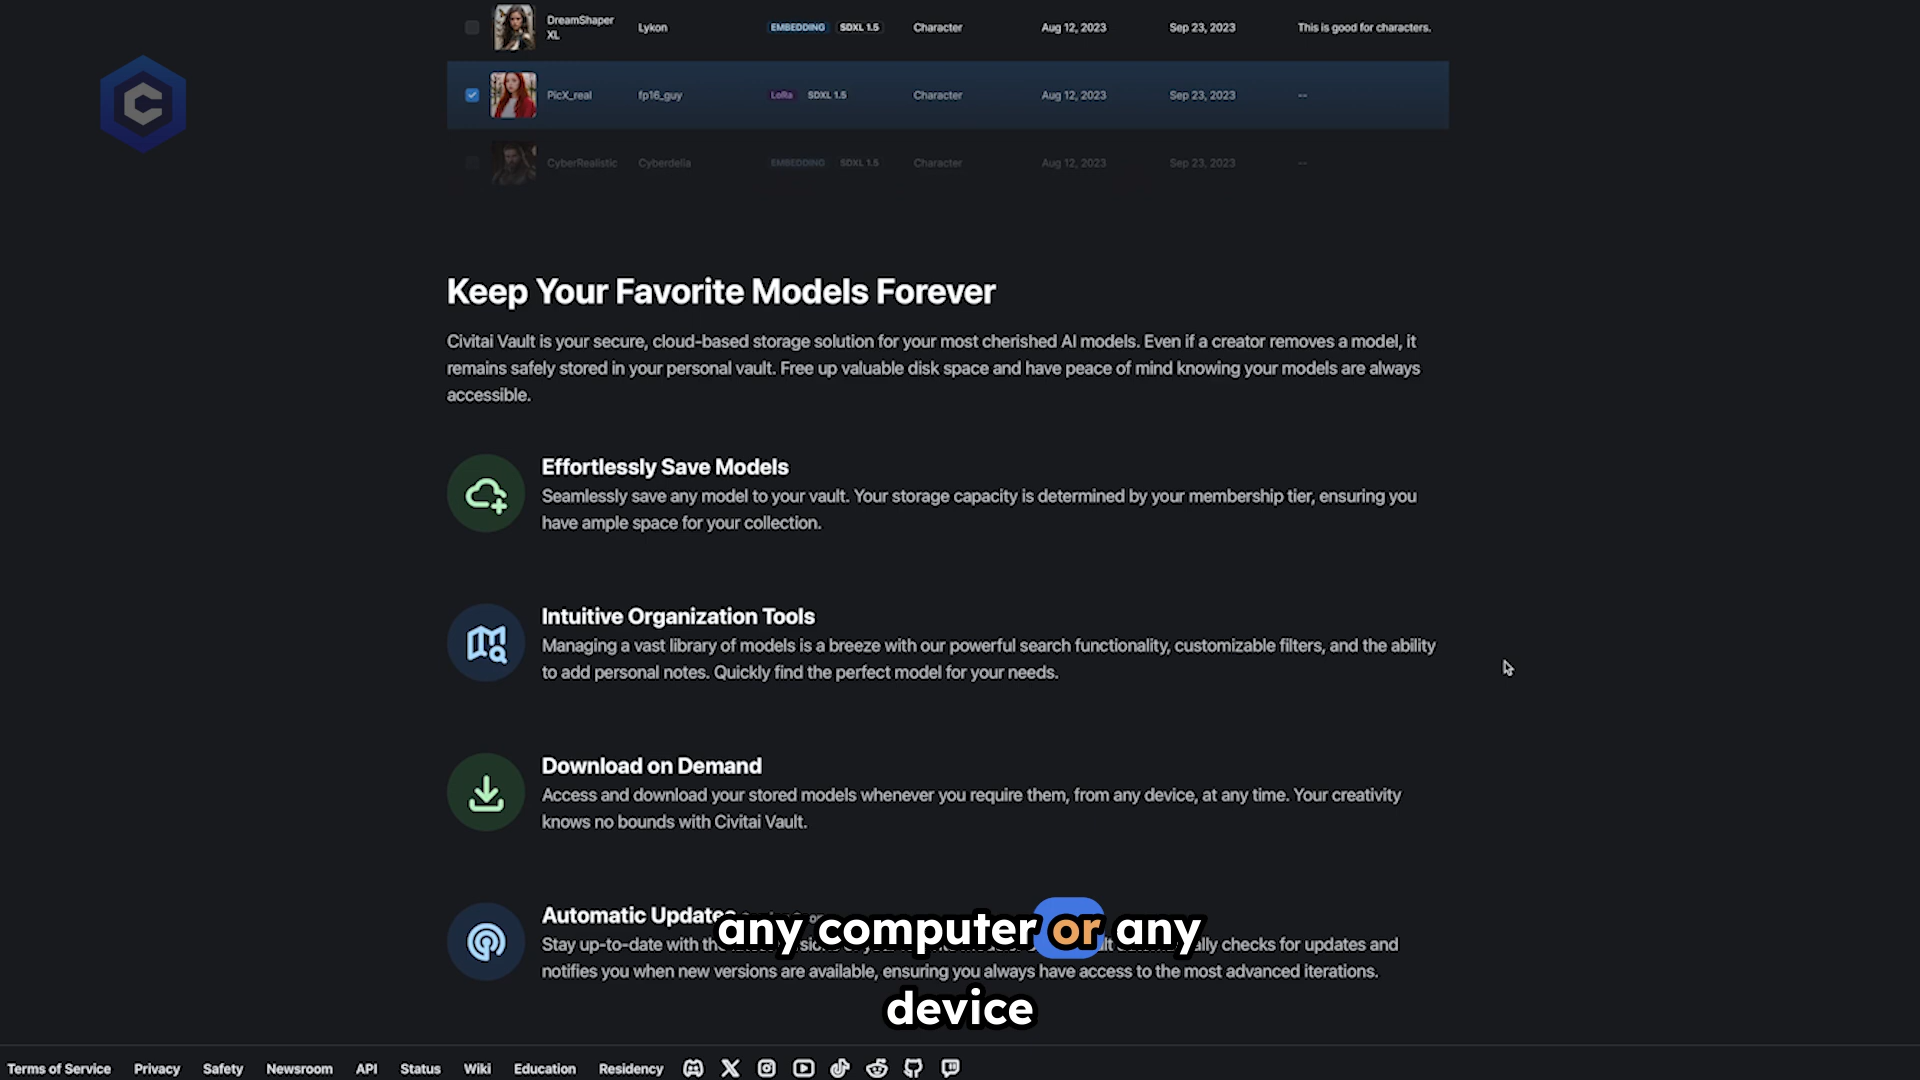 DreamShaper XL Lykon EMBEDDING SDXL 1.5 Character Aug 12, 2023 Sep 23, 2023 This is good for characters.
PicX_real fp16_guy LoRa SDXL 1.5 Character Aug 12, 2023 Sep 23, 2023 --
CyberRealistic Cyberdelia EMBEDDING SDXL 1.5 Character Aug 12, 2023 Sep 23, 2023 --
Keep Your Favorite Models Forever
Civitai Vault is your secure, cloud-based storage solution for your most cherished AI models. Even if a creator removes a model, it
remains safely stored in your personal vault. Free up valuable disk space and have peace of mind knowing your models are always
accessible.
Effortlessly Save Models
Seamlessly save any model to your vault. Your storage capacity is determined by your membership tier, ensuring you
have ample space for your collection.
Intuitive Organization Tools
Managing a vast library of models is a breeze with our powerful search functionality, customizable filters, and the ability
to add personal notes. Quickly find the perfect model for your needs.
Download on Demand
Access and download your stored models whenever you require them, from any device, at any time. Your creativity
knows no bounds with Civitai Vault.
Automatic Updates
Stay up-to-date with the checks for updates and
notifies you when new versions are available, ensuring you always have access to the most advanced iterations.
any computer or any
device
Terms of Service Privacy Safety Newsroom API Status Wiki Education Residency